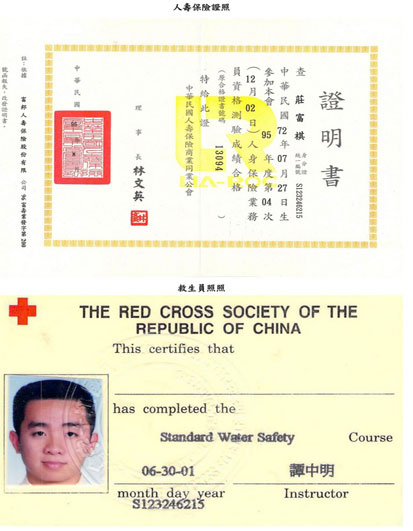 人壽保險證照
證明書
身分證
統一編號 S123246215
查 莊富棋
中華民國72年07月27日生
參加本會(95)年度第04次
(12月02日)人身保險業務
員資格測驗成績合格
(原合格證書號碼 13094)
特給此證
中華民國人壽保險商業同業公會
理事長 林文英
中華民國
註:依據 富邦人壽保險股份有限公司
救生員照照
THE RED CROSS SOCIETY OF THE
REPUBLIC OF CHINA
This certifies that
has completed the
Standard Water Safety Course
06-30-01 譚中明
month day year Instructor
S123246215